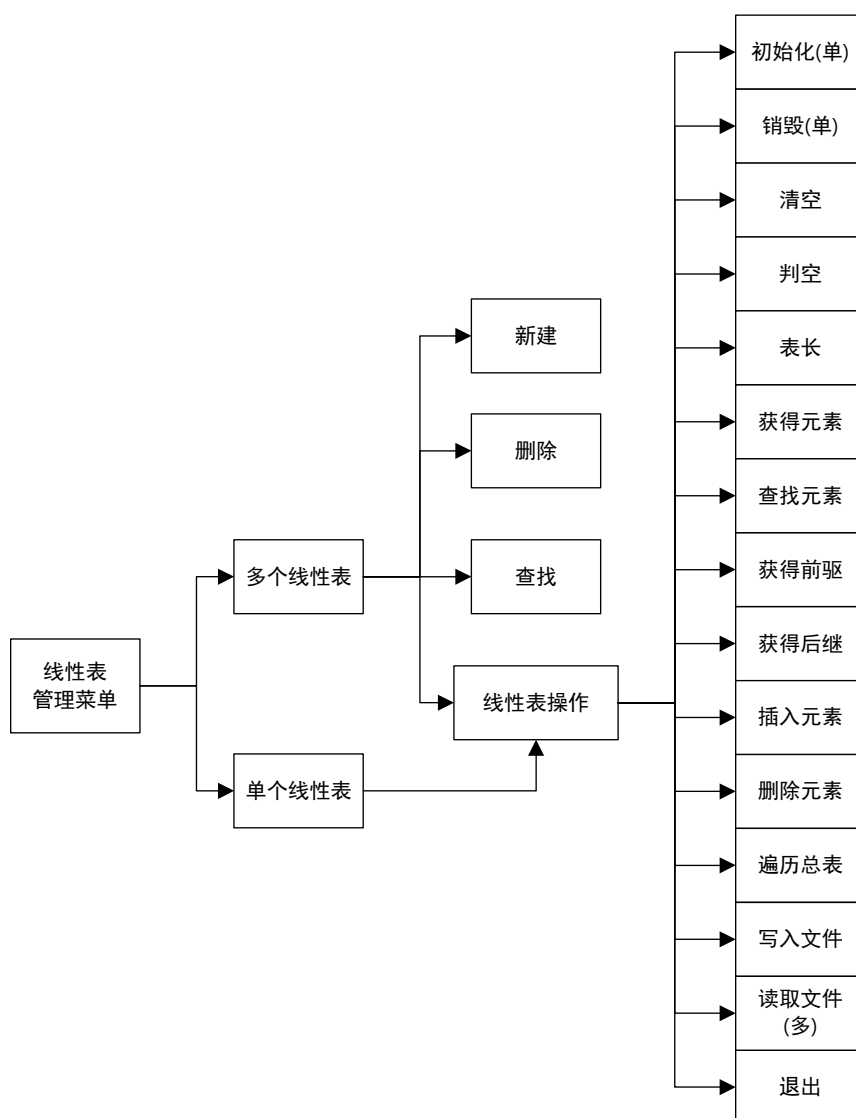 线性表
管理菜单
多个线性表
单个线性表
新建
删除
查找
线性表操作
初始化(单)
销毁(单)
清空
判空
表长
获得元素
查找元素
获得前驱
获得后继
插入元素
删除元素
遍历总表
写入文件
读取文件
(多)
退出